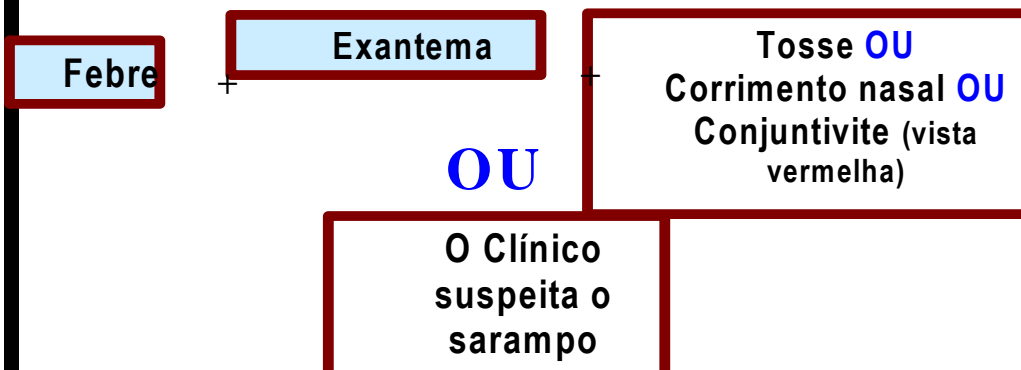 Febre
+
Exantema
+
Tosse OU
Corrimento nasal OU
Conjuntivite (vista
vermelha)
OU
O Clínico
suspeita o
sarampo